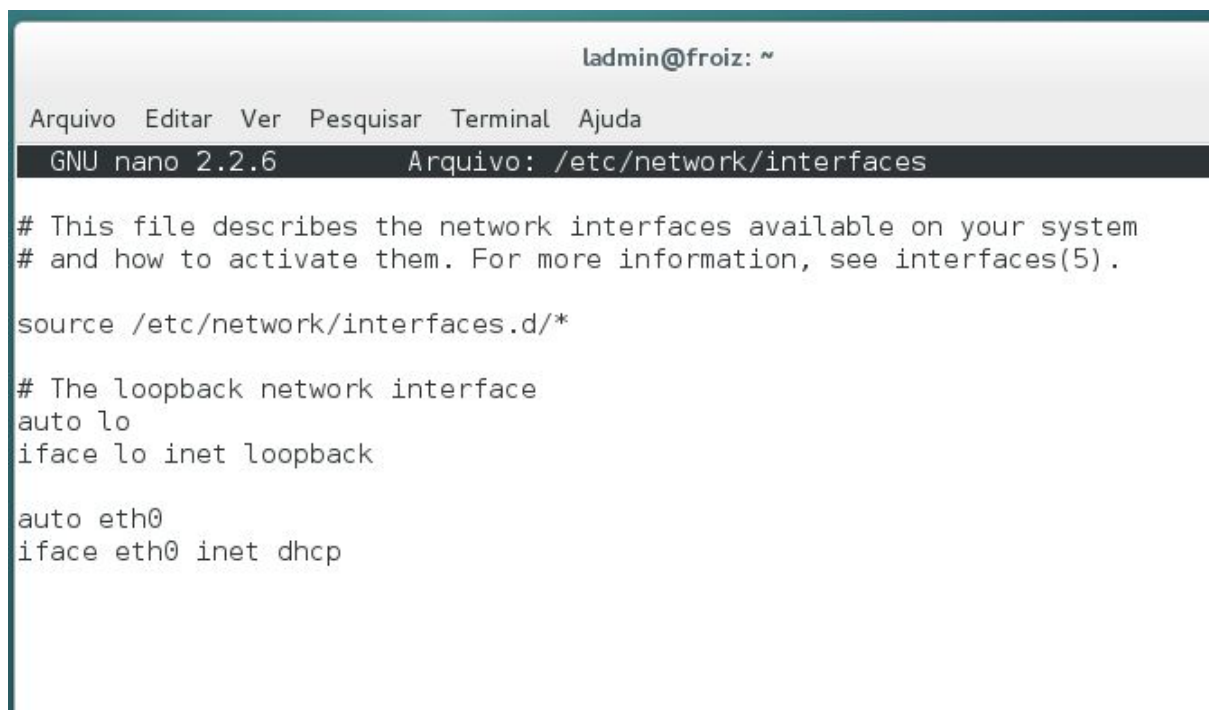 ladmin@froiz: ~
Arquivo Editar Ver Pesquisar Terminal Ajuda
GNU nano 2.2.6 Arquivo: /etc/network/interfaces
# This file describes the network interfaces available on your system
# and how to activate them. For more information, see interfaces(5).
source /etc/network/interfaces.d/*
# The loopback network interface
auto lo
iface lo inet loopback
auto eth0
iface eth0 inet dhcp